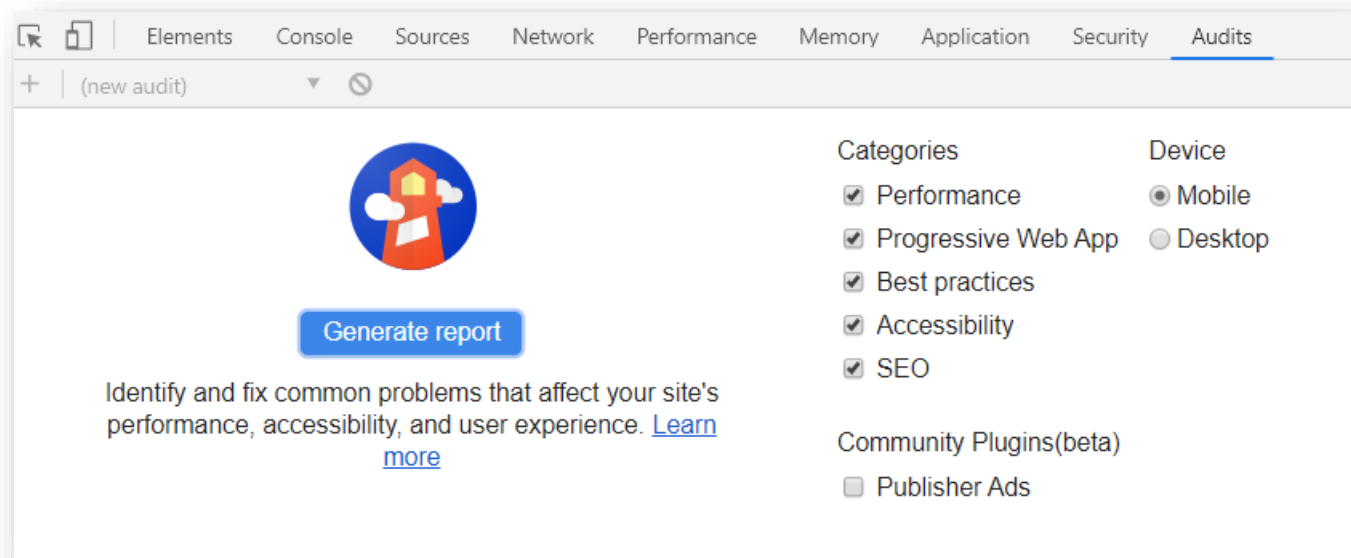 Elements Console Sources Network Performance Memory Application Security Audits
(new audit)
Categories
Device
Performance
Mobile
Progressive Web App
Desktop
Best practices
Accessibility
SEO
Generate report
Identify and fix common problems that affect your site's
performance, accessibility, and user experience. Learn
more
Community Plugins(beta)
Publisher Ads